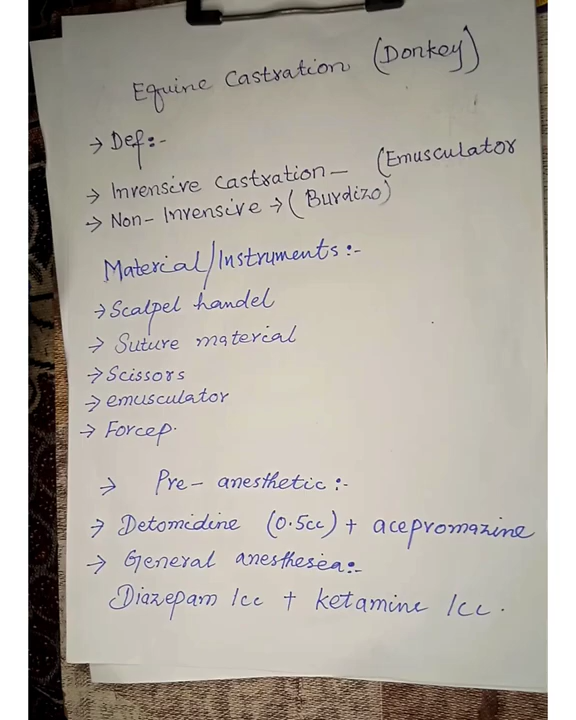 Equine Castration (Donkey)
→ Def:-
→ Invensive Castration - (Emusculator
→ Non-Invensive → (Burdizo)
Material/Instruments:-
→ Scalpel handel
→ Suture material
→ Scissors
→ emusculator
→ Forcep.
→ Pre-anesthetic:-
→ Detomidine (0.5cc) + acepromazine
→ General anesthesea:-
Diazepam 1cc + ketamine 1cc.